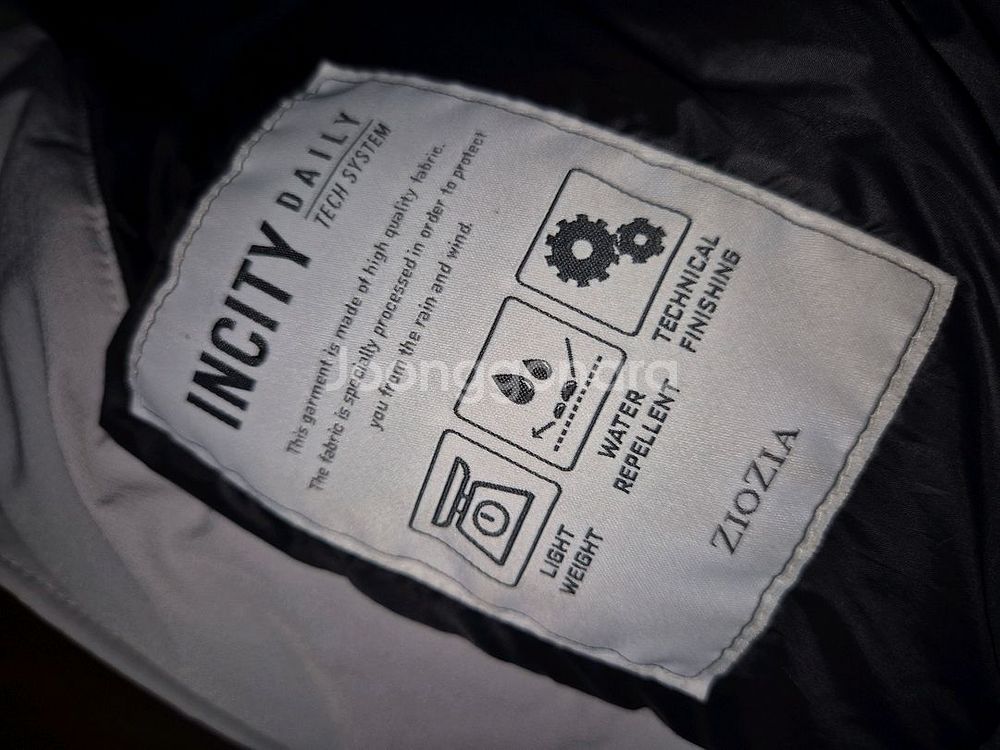 INCITY DAILY
TECH SYSTEM
This garment is made of high quality fabric.
The fabric is specially processed in order to protect
you from the rain and wind.
LIGHT
WEIGHT
WATER
REPELLENT
TECHNICAL
FINISHING
ZIOZIA
Joonggonara